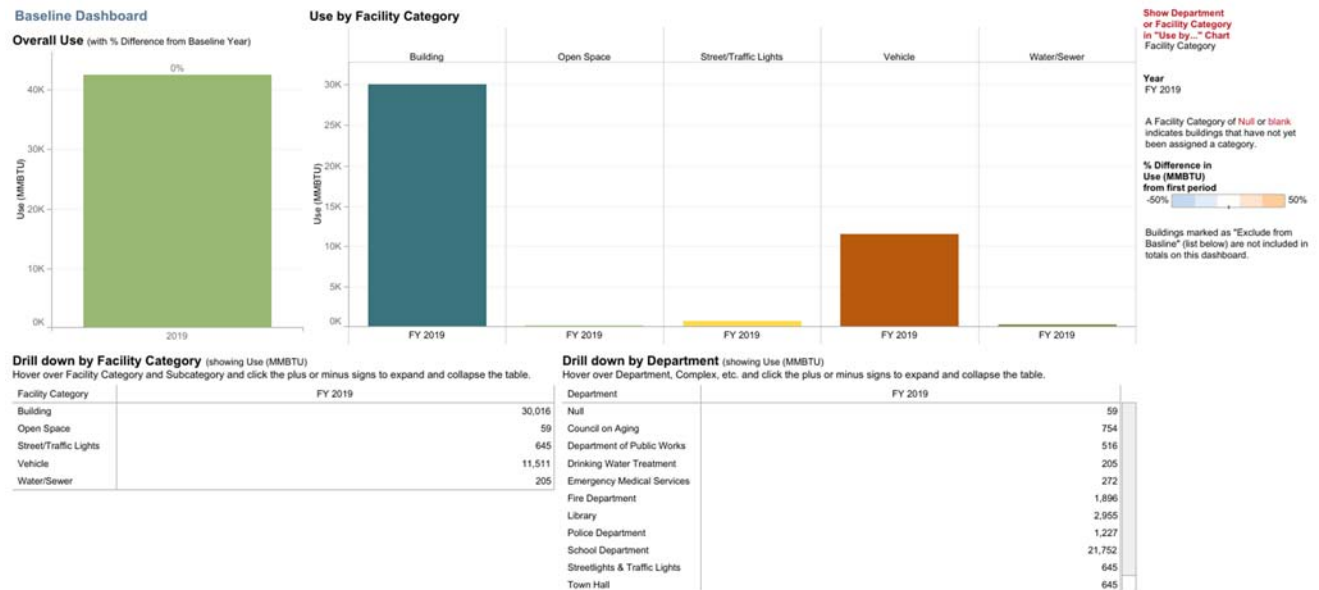 Baseline Dashboard
Overall Use (with % Difference from Baseline Year)
0%
40K
30K
20K
10K
0K
Use (MMBTU)
2019
Use by Facility Category
Building Open Space Street/Traffic Lights Vehicle Water/Sewer
30K
25K
20K
15K
10K
5K
0K
Use (MMBTU)
FY 2019 FY 2019 FY 2019 FY 2019 FY 2019
Show Department
or Facility Category
in "Use by..." Chart
Facility Category
Year
FY 2019
A Facility Category of Null or blank
indicates buildings that have not yet
been assigned a category.
% Difference in
Use (MMBTU)
from first period
-50% 50%
Buildings marked as "Exclude from
Basline" (list below) are not included in
totals on this dashboard.
Drill down by Facility Category (showing Use (MMBTU)
Hover over Facility Category and Subcategory and click the plus or minus signs to expand and collapse the table.
Facility Category FY 2019
Building 30,016
Open Space 59
Street/Traffic Lights 645
Vehicle 11,511
Water/Sewer 205
Drill down by Department (showing Use (MMBTU)
Hover over Department, Complex, etc. and click the plus or minus signs to expand and collapse the table.
Department FY 2019
Null 59
Council on Aging 754
Department of Public Works 516
Drinking Water Treatment 205
Emergency Medical Services 272
Fire Department 1,896
Library 2,955
Police Department 1,227
School Department 21,752
Streetlights & Traffic Lights 645
Town Hall 645